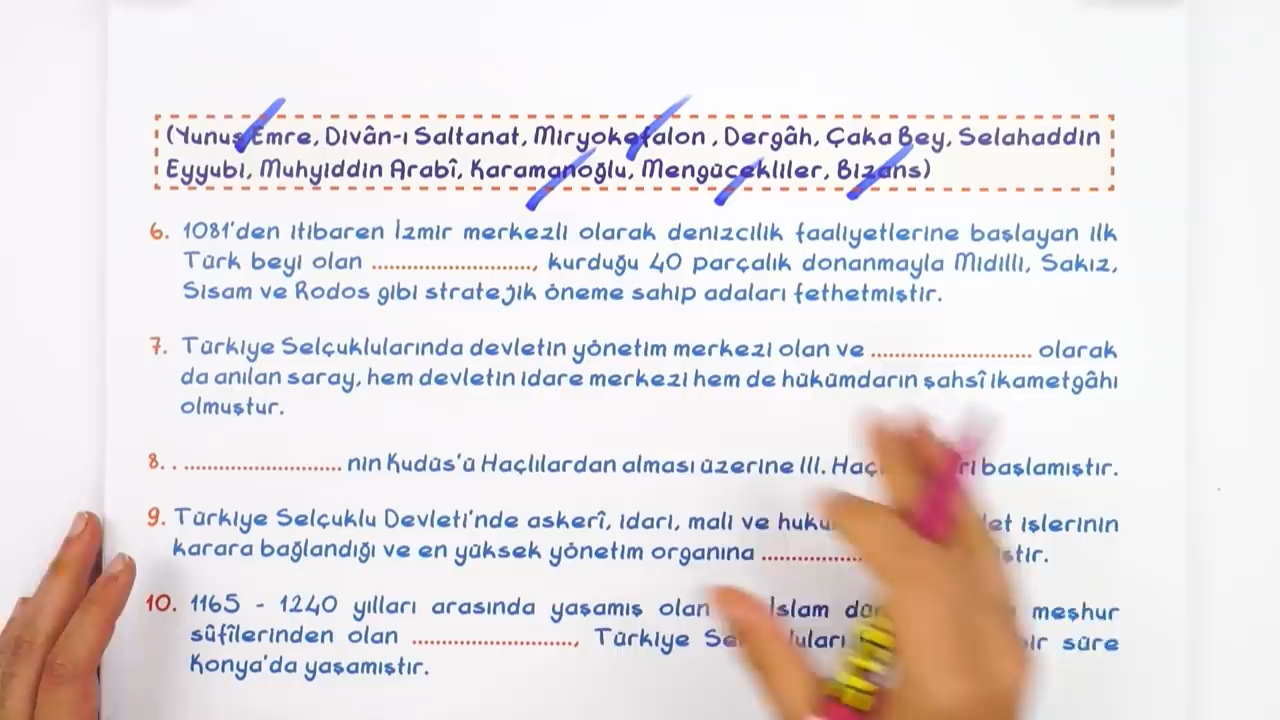 (Yunus Emre, Divân-ı Saltanat, Miryokefalon , Dergâh, Çaka Bey, Selahaddin
Eyyubi, Muhyiddin Arabî, Karamanoğlu, Mengücekliler, Bizans)
6. 1081'den itibaren İzmir merkezli olarak denizcilik faaliyetlerine başlayan ilk
Türk beyi olan ......................, kurduğu 40 parçalık donanmayla Midilli, Sakız,
Sisam ve Rodos gibi stratejik öneme sahip adaları fethetmiştir.
7. Türkiye Selçuklularında devletin yönetim merkezi olan ve ...................... olarak
da anılan saray, hem devletin idare merkezi hem de hükümdarın şahsî ikametgâhı
olmuştur.
8. . ...................... nin Kudüs'ü Haçlılardan alması üzerine III. başlamıştır.
9. Türkiye Selçuklu Devleti'nde askerî, idari, mali ve işlerinin
karara bağlandığı ve en yüksek yönetim organına ..............
10. 1165 - 1240 yılları arasında yaşamış olan İslam meşhur
sûfîlerinden olan ......................, Türkiye süre
Konya'da yaşamıştır.